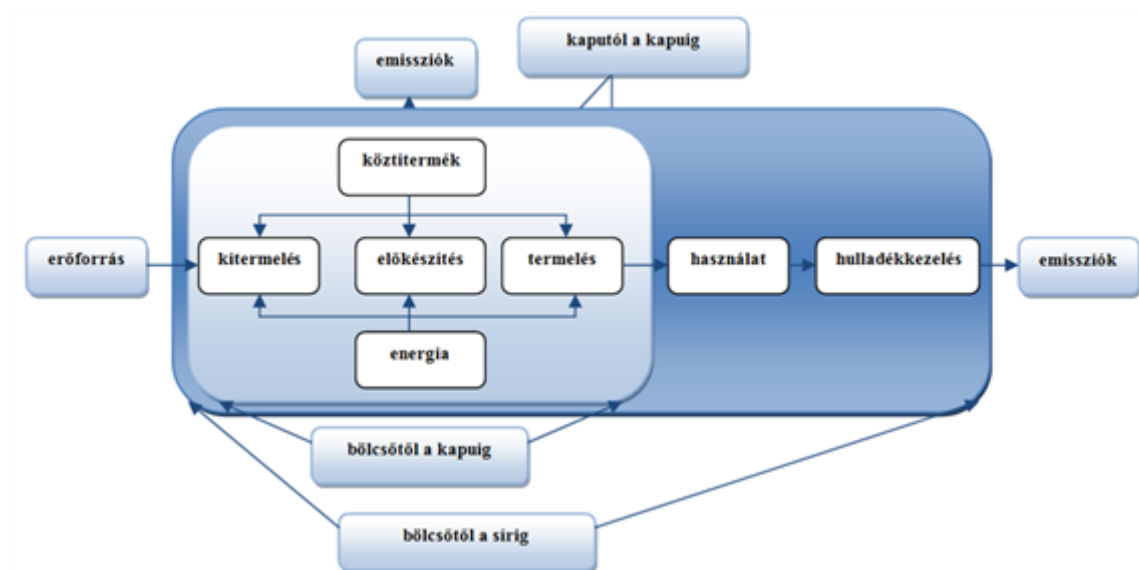 kaputól a kapuig
emissziók
köztitermék
erőforrás
kitermelés
előkészítés
termelés
használat
hulladékkezelés
emissziók
energia
bölcsőtől a kapuig
bölcsőtől a sírig